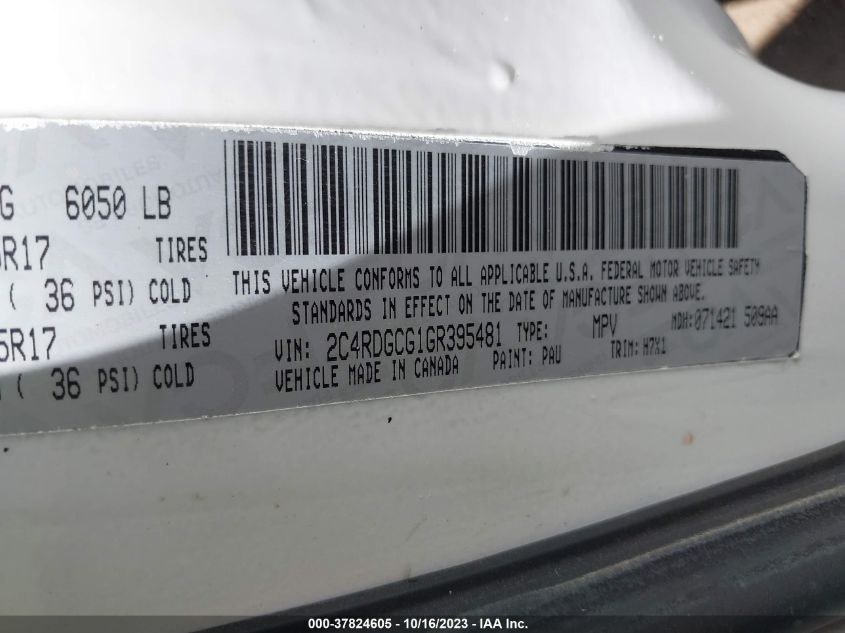 G 6050 LB
5R17 TIRES
( 36 PSI) COLD
5R17 TIRES
( 36 PSI) COLD
THIS VEHICLE CONFORMS TO ALL APPLICABLE U.S.A. FEDERAL MOTOR VEHICLE SAFETY
STANDARDS IN EFFECT ON THE DATE OF MANUFACTURE SHOWN ABOVE.
VIN: 2C4RDGCG1GR395481 TYPE: MPV MDH: 071421 509AA
VEHICLE MADE IN CANADA PAINT: PAU TRIM: H7X1
000-37824605 - 10/16/2023 - IAA Inc.